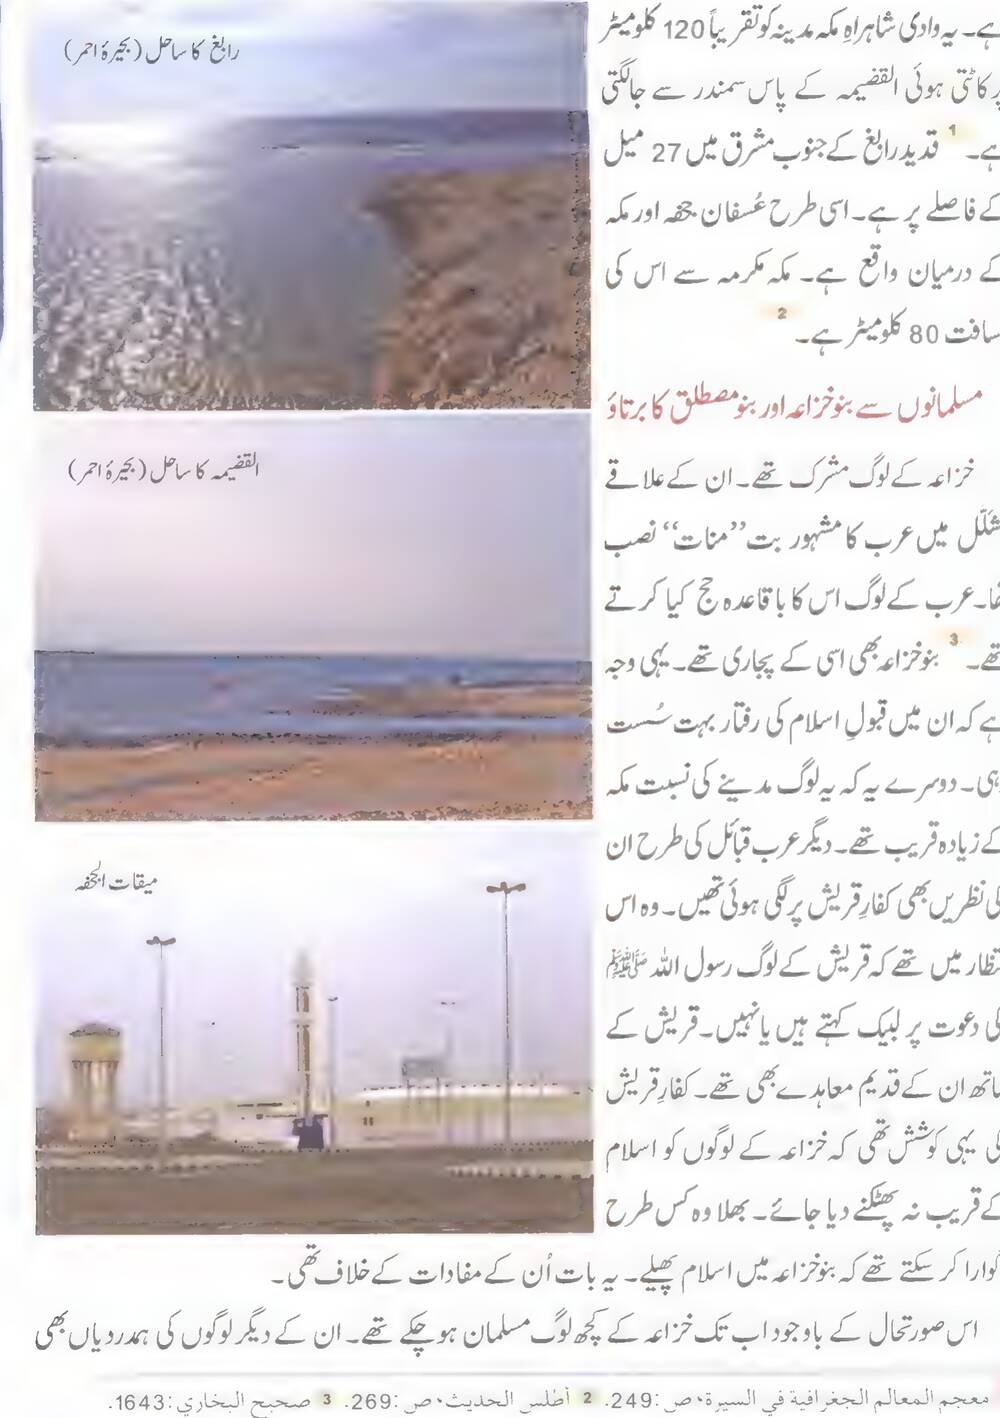 ہے۔ یہ وادی شاہراہِ مکہ مدینہ کو تقریباً 120 کلومیٹر
پر کاٹتی ہوئی القضیمہ کے پاس سمندر سے جا لگتی
ہے۔ 1 قدید رابغ کے جنوب مشرق میں 27 میل
کے فاصلے پر ہے۔ اسی طرح عُسفان جحفہ اور مکہ
کے درمیان واقع ہے۔ مکہ مکرمہ سے اس کی
مسافت 80 کلومیٹر ہے۔ 2
مسلمانوں سے بنو خزاعہ اور بنو مصطلق کا برتاؤ
خزاعہ کے لوگ مشرک تھے۔ ان کے علاقے
مُشَلَّل میں عرب کا مشہور بت ’’منات‘‘ نصب
تھا۔ عرب کے لوگ اس کا باقاعدہ حج کیا کرتے
تھے۔ 3 بنو خزاعہ بھی اسی کے پجاری تھے۔ یہی وجہ
ہے کہ ان میں قبولِ اسلام کی رفتار بہت سُست
رہی۔ دوسرے یہ کہ یہ لوگ مدینے کی نسبت مکہ
کے زیادہ قریب تھے۔ دیگر عرب قبائل کی طرح ان
کی نظریں بھی کفارِ قریش پر لگی ہوئی تھیں۔ وہ اس
انتظار میں تھے کہ قریش کے لوگ رسول اللہ ﷺ
کی دعوت پر لبیک کہتے ہیں یا نہیں۔ قریش کے
ساتھ ان کے قدیم معاہدے بھی تھے۔ کفارِ قریش
کی یہی کوشش تھی کہ خزاعہ کے لوگوں کو اسلام
کے قریب نہ پھٹکنے دیا جائے۔ بھلا وہ کس طرح
گوارا کر سکتے تھے کہ بنو خزاعہ میں اسلام پھیلے۔ یہ بات اُن کے مفادات کے خلاف تھی۔
اس صورتحال کے باوجود اب تک خزاعہ کے کچھ لوگ مسلمان ہو چکے تھے۔ ان کے دیگر لوگوں کی ہمدردیاں بھی
رابغ کا ساحل (بحیرۂ احمر)
القضیمہ کا ساحل (بحیرۂ احمر)
میقات الجحفہ
معجم المعالم الجغرافية في السيرة، ص:249. 2 أطلس الحديث، ص:269. 3 صحيح البخاري:1643.